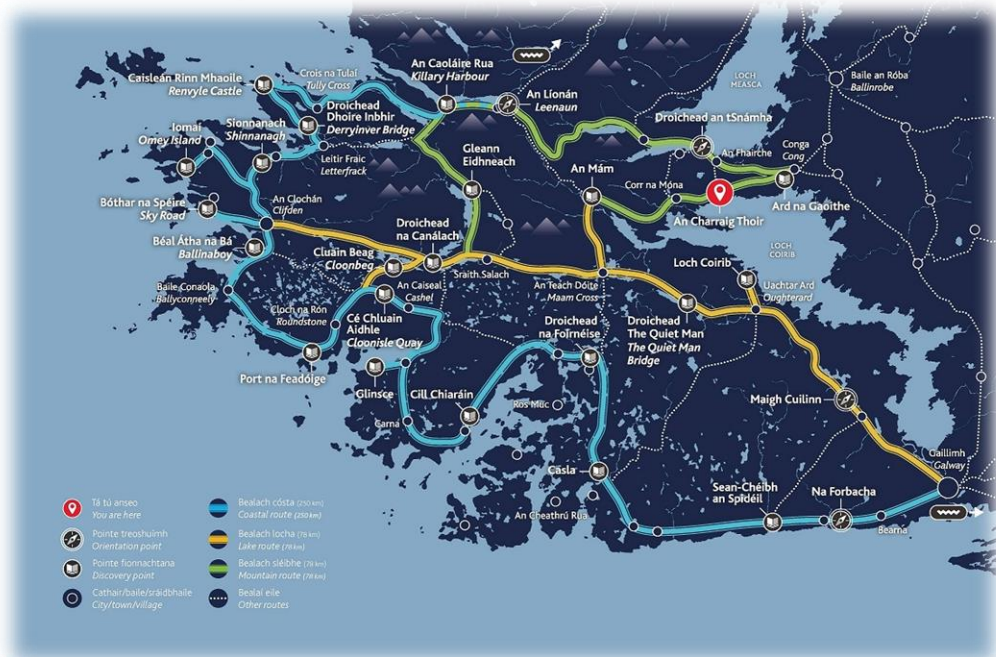 Crois na Tulaí
Tully Cross
An Caoláire Rua
Killary Harbour
Caisleán Rinn Mhaoile
Renvyle Castle
LOCH
MEASCA
Baile an Róba
Ballinrobe
An Líonán
Leenaun
Droichead
Dhoire Inbhir
Derryinver Bridge
Droichead an tSnámha
Iomaí
Omey Island
Sionnanach
Shinnanagh
Leitir Fraic
Letterfrack
Gleann
Eidhneach
An Fhairche
Conga
Cong
An Mám
Corr na Móna
Ard na Gaoithe
An Charraig Thoir
Bóthar na Spéire
Sky Road
An Clochán
Clifden
Droichead
na Canálach
Béal Átha na Bá
Ballinaboy
Cluain Beag
Cloonbeg
Sraith Salach
LOCH
COIRIB
Loch Coirib
An Teach Dóite
Maam Cross
Uachtar Ard
Oughterard
Baile Conaola
Ballyconneely
An Caiseal
Cashel
Cloch na Rón
Roundstone
Cé Chluain
Aidhle
Cloonisle Quay
Droichead
na Foirnéise
Droichead
The Quiet Man
The Quiet Man
Bridge
Port na Feadóige
Glinsce
Cill Chiaráin
Carna
Ros Muc
Maigh Cuilinn
Gaillimh
Galway
Casla
An Cheathrú Rua
Sean-Chéibh
an Spidéil
Na Forbacha
Bearna
Tá tú anseo
You are here
Pointe treoshuímh
Orientation point
Pointe fionnachtana
Discovery point
Cathair/baile/sráidbhaile
City/town/village
Bealach cósta (250 km)
Coastal route (250 km)
Bealach locha (78 km)
Lake route (78 km)
Bealach sléibhe (78 km)
Mountain route (78 km)
Bealaí eile
Other routes